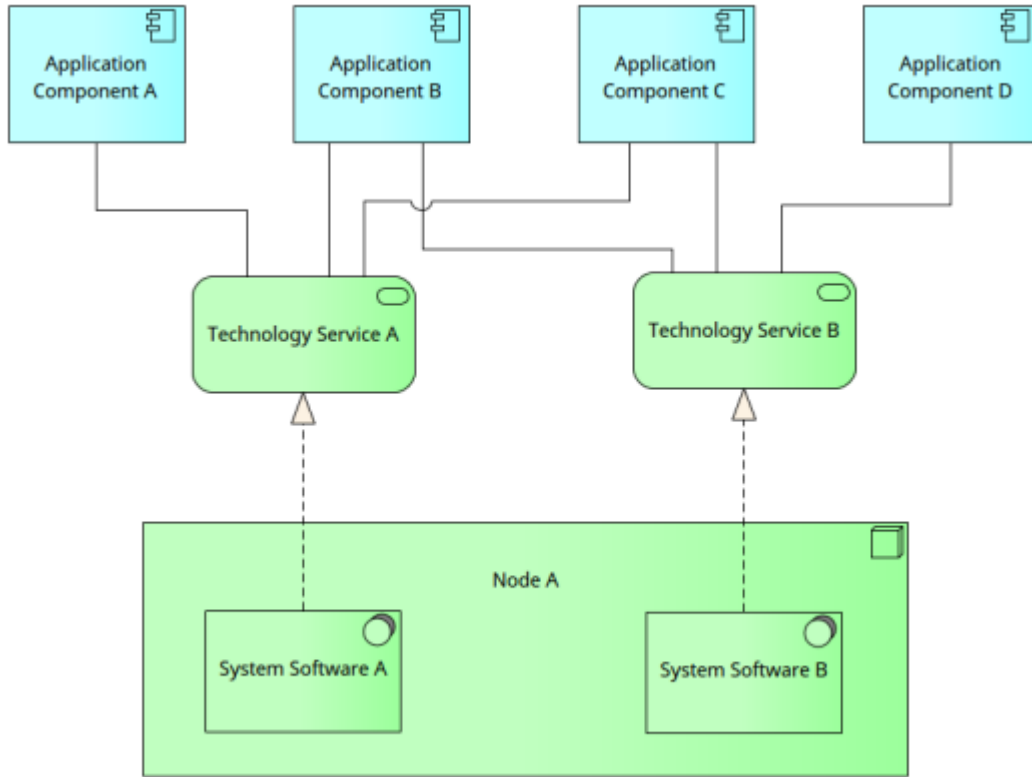 Application
Component A
Application
Component B
Application
Component C
Application
Component D
Technology Service A
Technology Service B
Node A
System Software A
System Software B